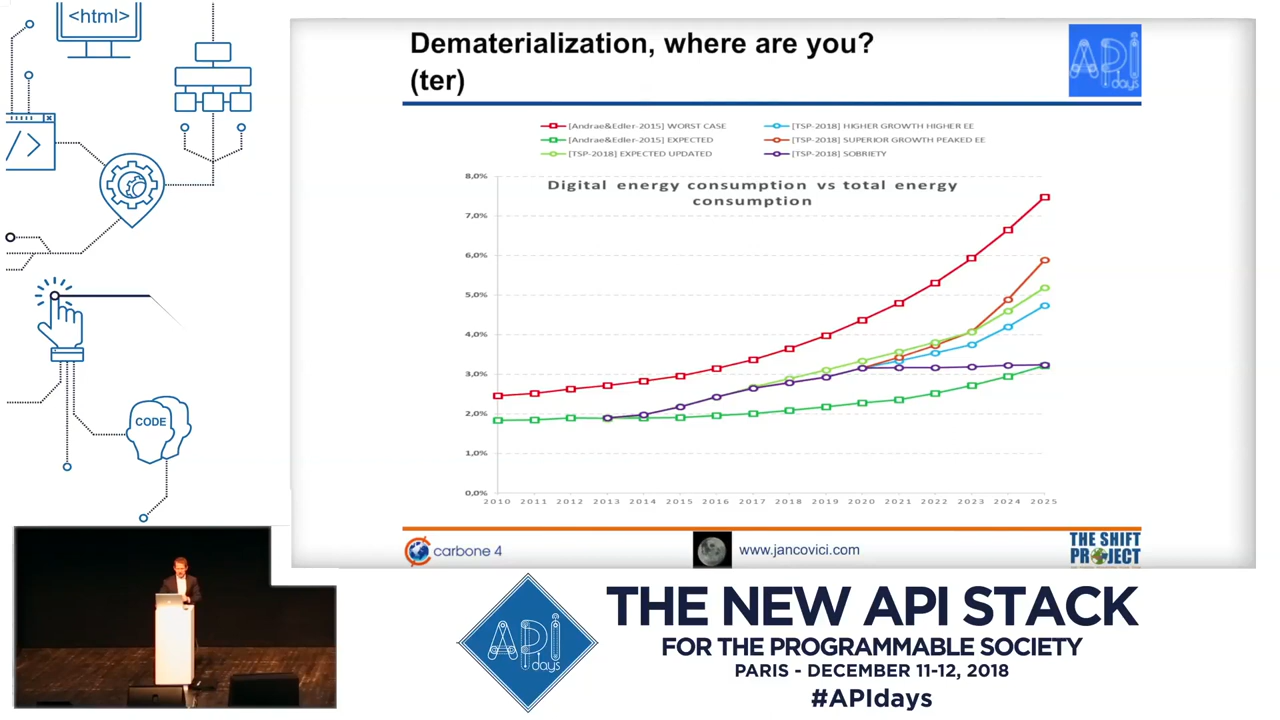 <html>
Dematerialization, where are you?
(ter)
API
days
[Andrae&Edler-2015] WORST CASE
[TSP-2018] HIGHER GROWTH HIGHER EE
[Andrae&Edler-2015] EXPECTED
[TSP-2018] SUPERIOR GROWTH PEAKED EE
[TSP-2018] EXPECTED UPDATED
[TSP-2018] SOBRIETY
Digital energy consumption vs total energy
consumption
8,0%
7,0%
6,0%
5,0%
4,0%
3,0%
2,0%
1,0%
0,0%
2010 2011 2012 2013 2014 2015 2016 2017 2018 2019 2020 2021 2022 2023 2024 2025
</>
CODE
carbone 4
www.jancovici.com
THE SHIFT
PROJECT
API
days
THE NEW API STACK
FOR THE PROGRAMMABLE SOCIETY
PARIS - DECEMBER 11-12, 2018
#APIdays